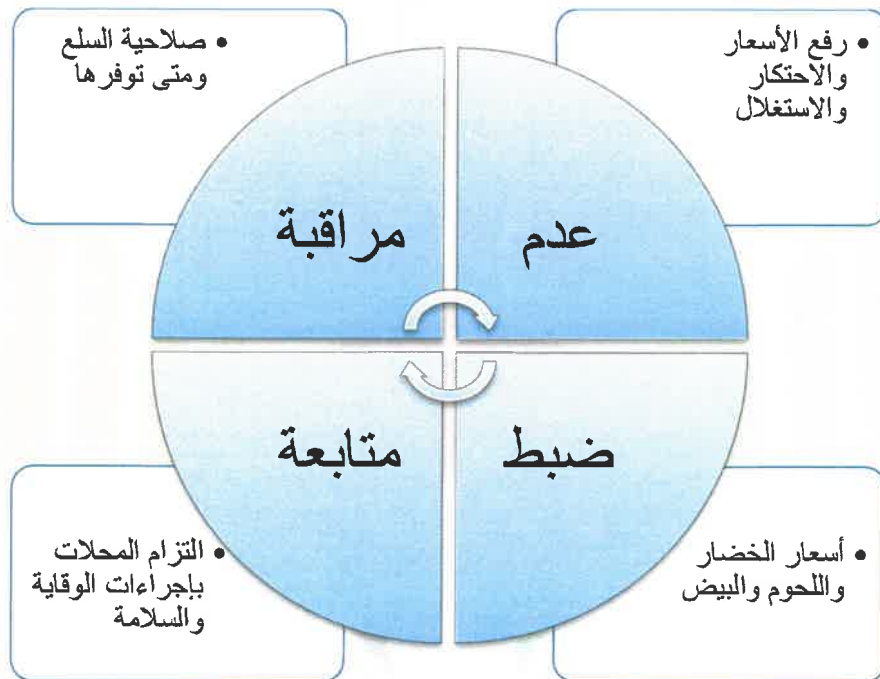 • رفع الأسعار
والاحتكار
والاستغلال
عدم
• صلاحية السلع
ومتى توفرها
مراقبة
ضبط
• أسعار الخضار
واللحوم والبيض
متابعة
• التزام المحلات
بإجراءات الوقاية
والسلامة